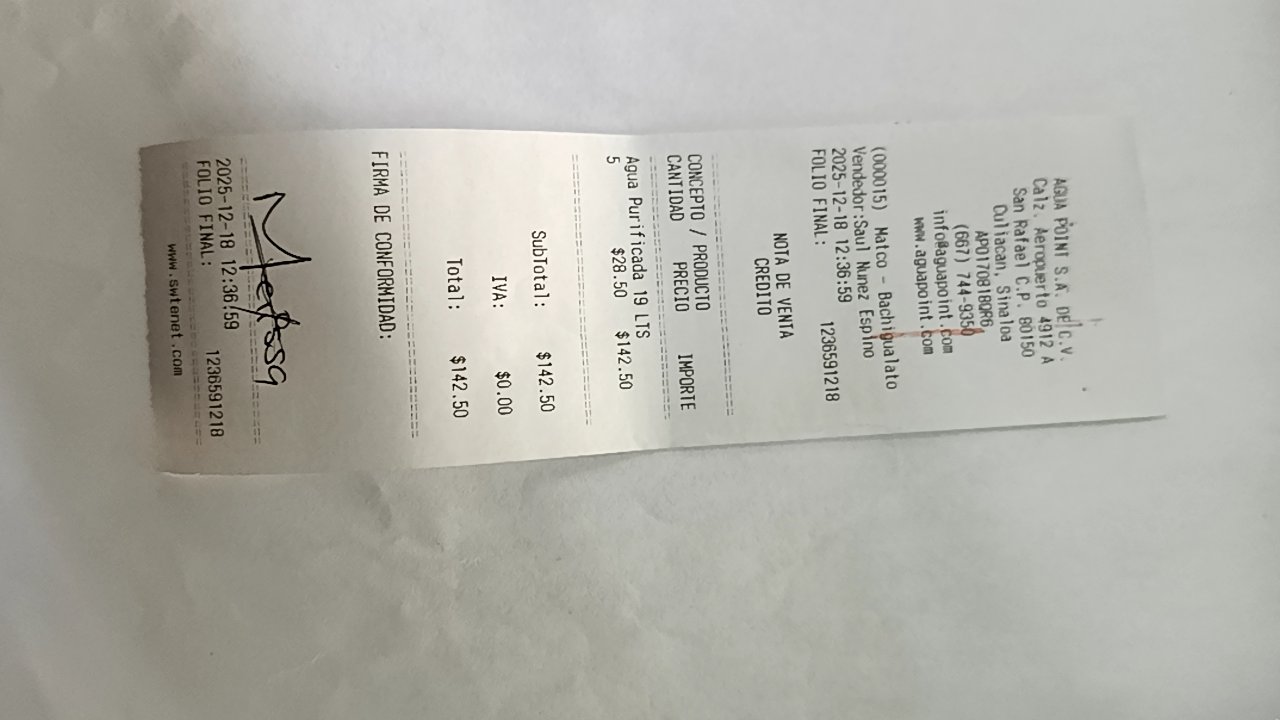 AGUA POINT S.A. DE C.V.
Calz. Aeropuerto 4912 A
San Rafael C.P. 80150
Culiacan, Sinaloa
APO170818QR6
(667) 744-9350
info@aguapoint.com
www.aguapoint.com
(000015) Matco - Bachigualato
Vendedor:Saul Nunez Espino
2025-12-18 12:36:59
FOLIO FINAL: 1236591218
NOTA DE VENTA
CREDITO
CONCEPTO / PRODUCTO
CANTIDAD PRECIO IMPORTE
Agua Purificada 19 LTS
5 $28.50 $142.50
SubTotal: $142.50
IVA: $0.00
Total: $142.50
FIRMA DE CONFORMIDAD:
2025-12-18 12:36:59
FOLIO FINAL: 1236591218
www.swtenet.com